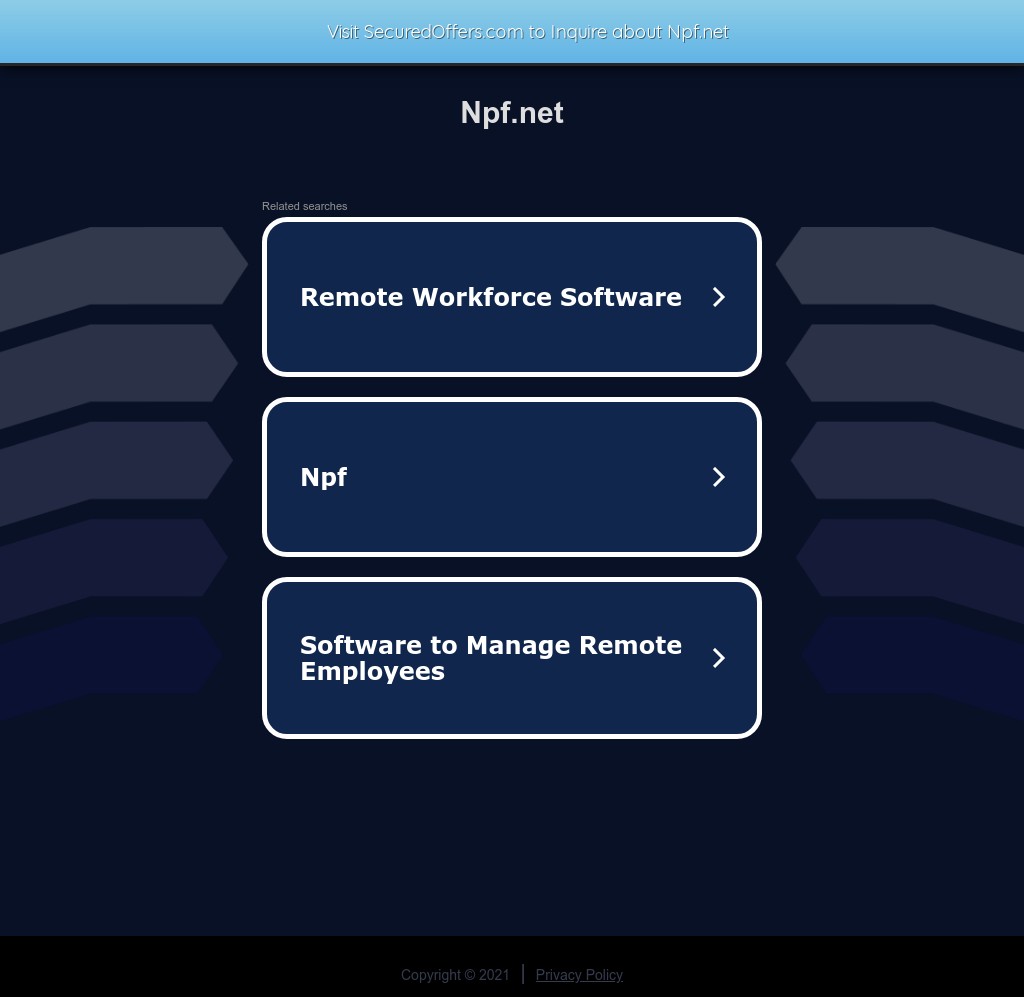 Visit SecuredOffers.com to Inquire about Npf.net
Npf.net
Related searches
Remote Workforce Software
Npf
Software to Manage Remote
Employees
Copyright © 2021 | Privacy Policy